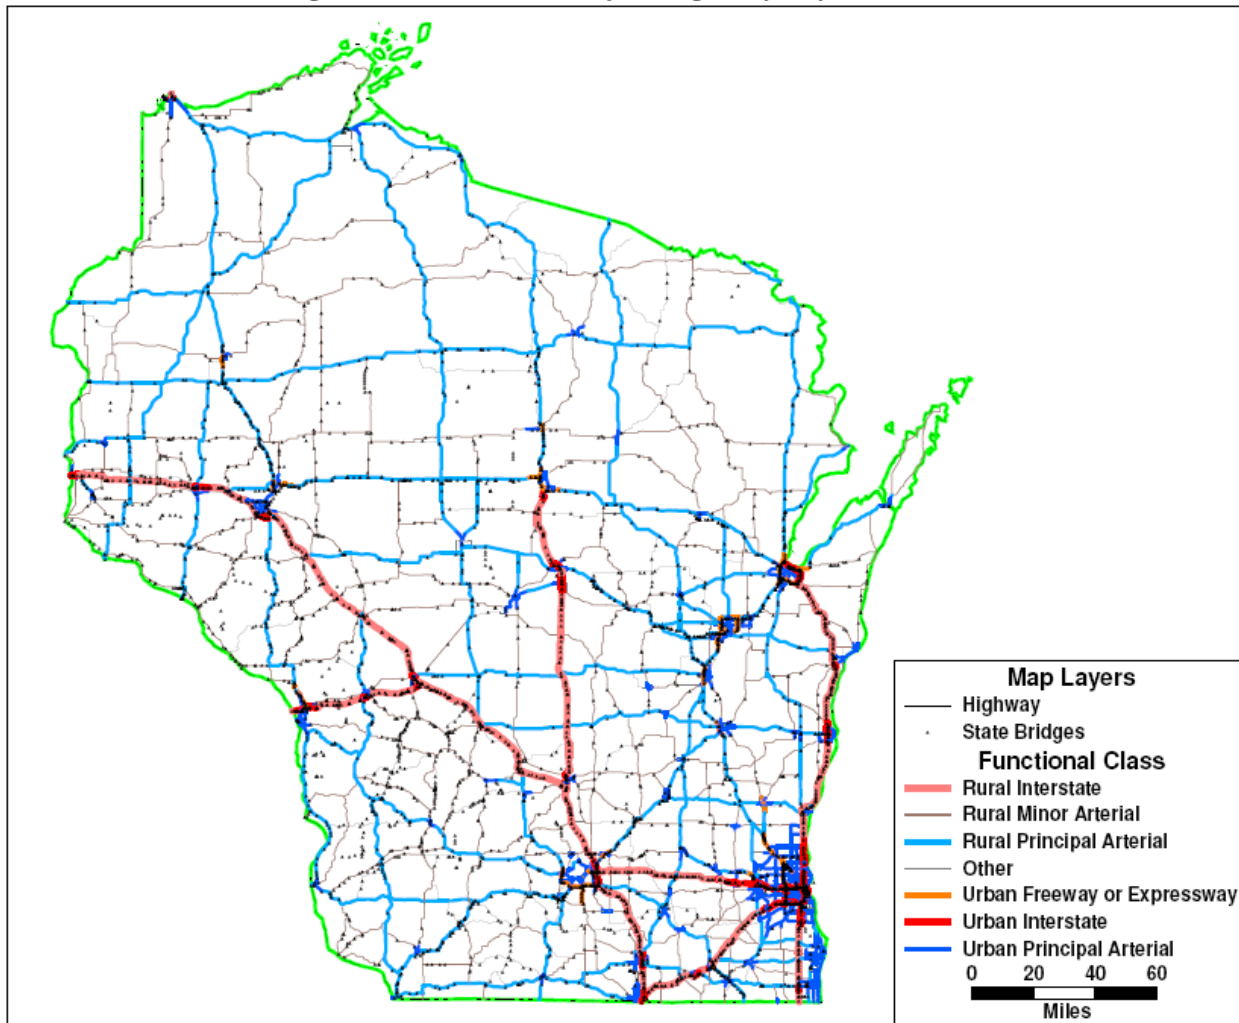 Map Layers
Highway
State Bridges
Functional Class
Rural Interstate
Rural Minor Arterial
Rural Principal Arterial
Other
Urban Freeway or Expressway
Urban Interstate
Urban Principal Arterial
0 20 40 60
Miles